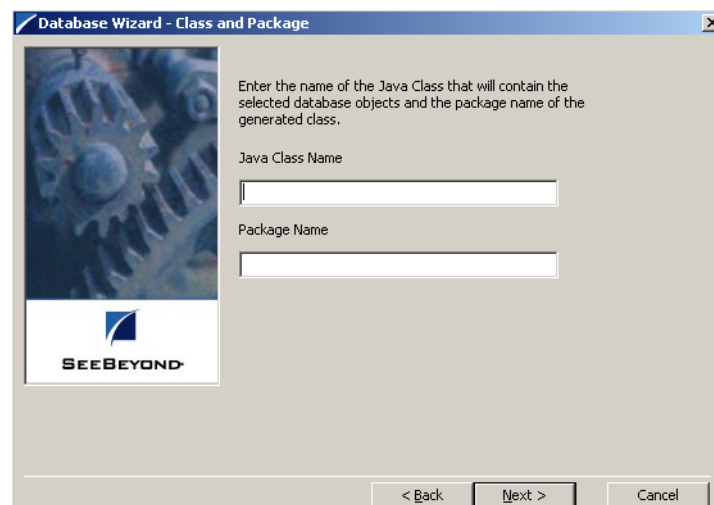 Database Wizard - Class and Package
Enter the name of the Java Class that will contain the
selected database objects and the package name of the
generated class.
Java Class Name
Package Name
SEEBEYOND
< Back
Next >
Cancel